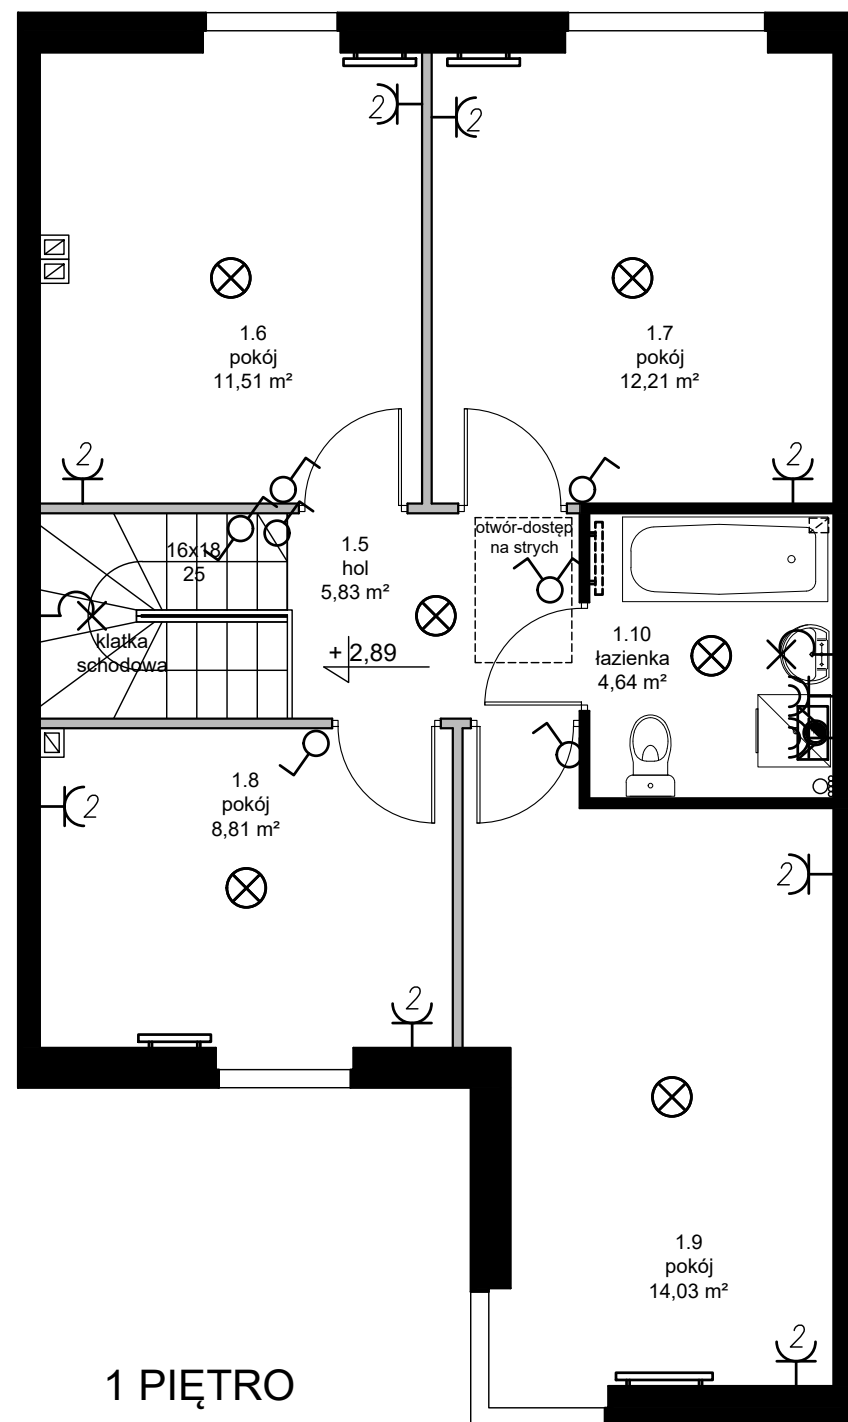 2
2
1.6
pokój
11,51 m²
1.7
pokój
12,21 m²
2
2
16x18
25
1.5
hol
5,83 m²
otwór-dostęp
na strych
klatka
schodowa
+ 2,89
1.10
łazienka
4,64 m²
1.8
pokój
8,81 m²
2
2
2
1.9
pokój
14,03 m²
2
1 PIĘTRO